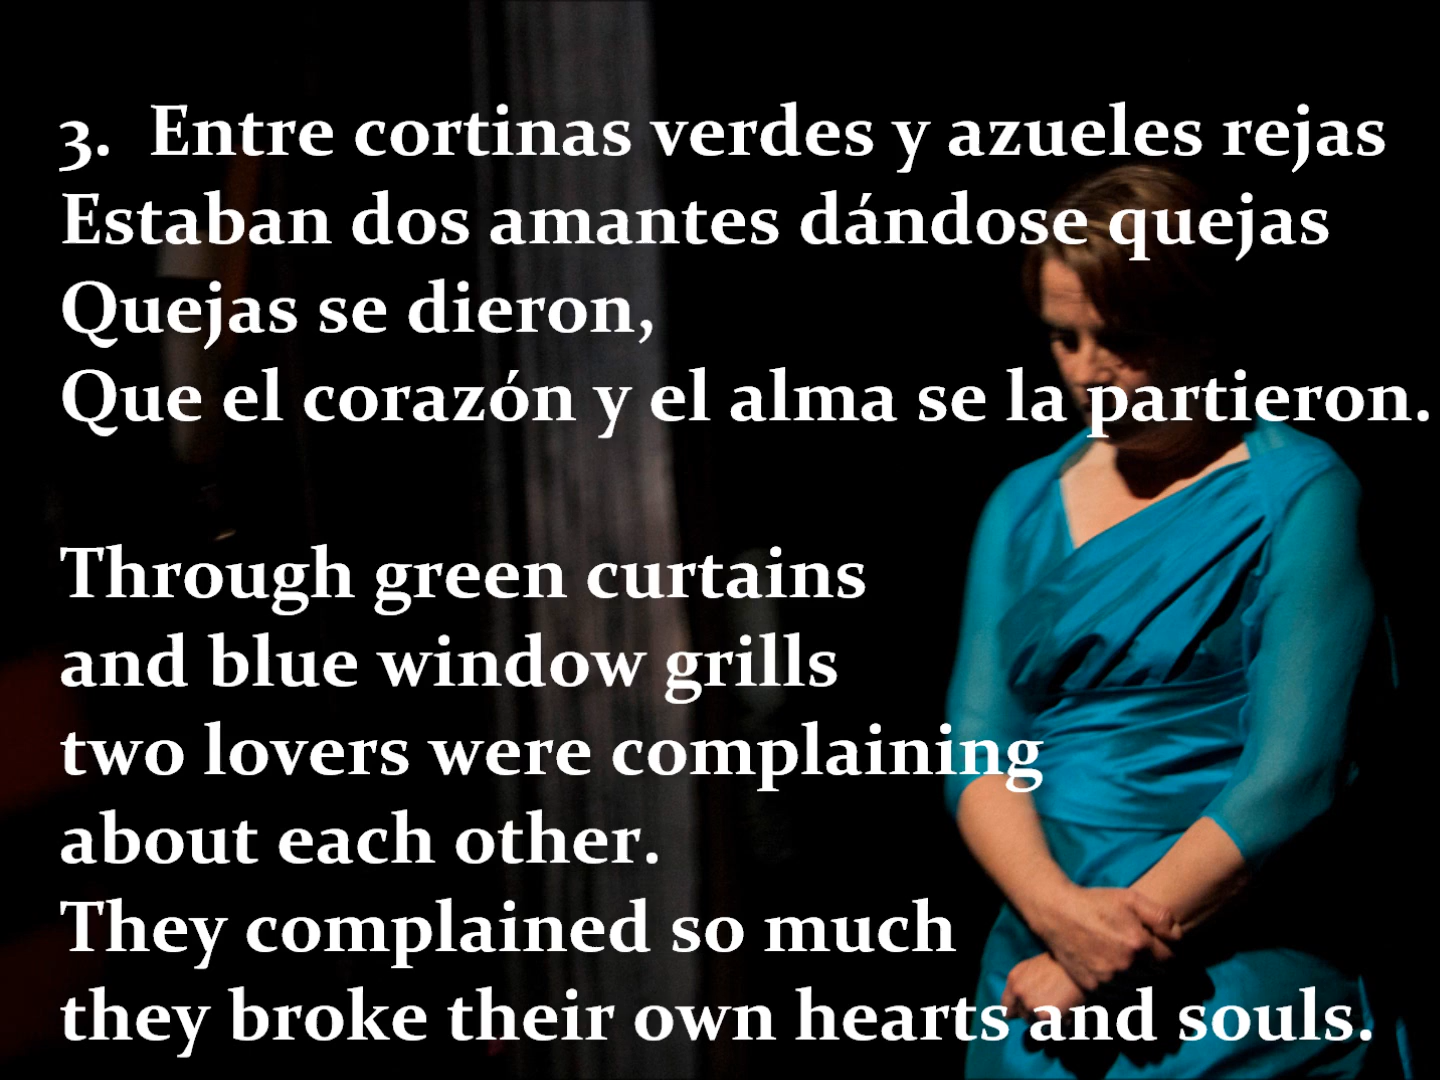 3. Entre cortinas verdes y azueles rejas
Estaban dos amantes dándose quejas
Quejas se dieron,
Que el corazón y el alma se la partieron.
Through green curtains
and blue window grills
two lovers were complaining
about each other.
They complained so much
they broke their own hearts and souls.